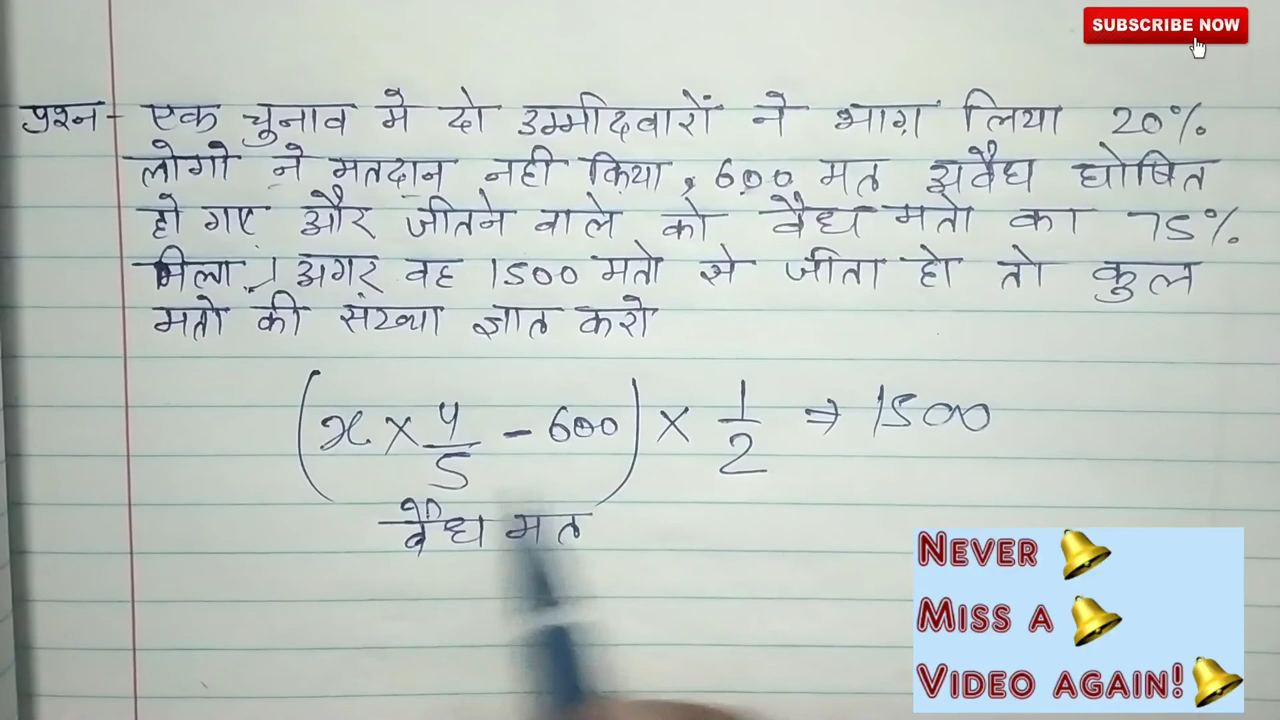 SUBSCRIBE NOW
प्रश्न - एक चुनाव मे दो उम्मीदवारों ने भाग लिया 20%
लोगो ने मतदान नही किया, 600 मत अवैध घोषित
हो गए और जीतने वाले को वैध मतो का 75%
मिला । अगर वह 1500 मतो से जीता हो तो कुल
मतो की संख्या ज्ञात करो
(x × 4/5 - 600) × 1/2 ⇒ 1500
वैध मत
NEVER
MISS A
VIDEO AGAIN!